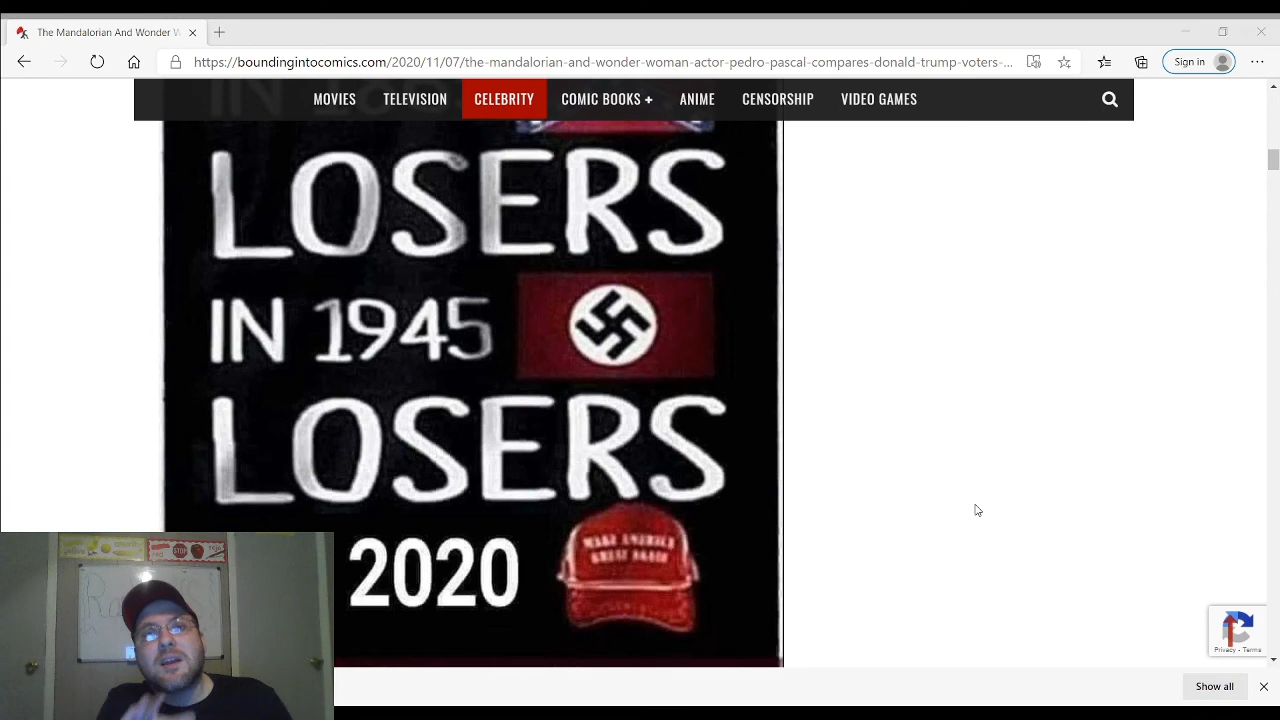 The Mandalorian And Wonder W
https://boundingintocomics.com/2020/11/07/the-mandalorian-and-wonder-woman-actor-pedro-pascal-compares-donald-trump-voters-...
Sign in
MOVIES TELEVISION CELEBRITY COMIC BOOKS + ANIME CENSORSHIP VIDEO GAMES
LOSERS
IN 1945
LOSERS
2020
MAKE AMERICA
GREAT AGAIN
STOP
Privacy - Terms
Show all